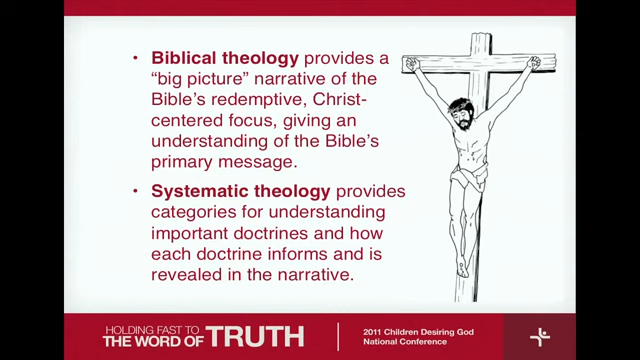 • Biblical theology provides a
“big picture” narrative of the
Bible’s redemptive, Christ-
centered focus, giving an
understanding of the Bible’s
primary message.
• Systematic theology provides
categories for understanding
important doctrines and how
each doctrine informs and is
revealed in the narrative.
HOLDING FAST TO
THE WORD OF TRUTH
2011 Children Desiring God
National Conference